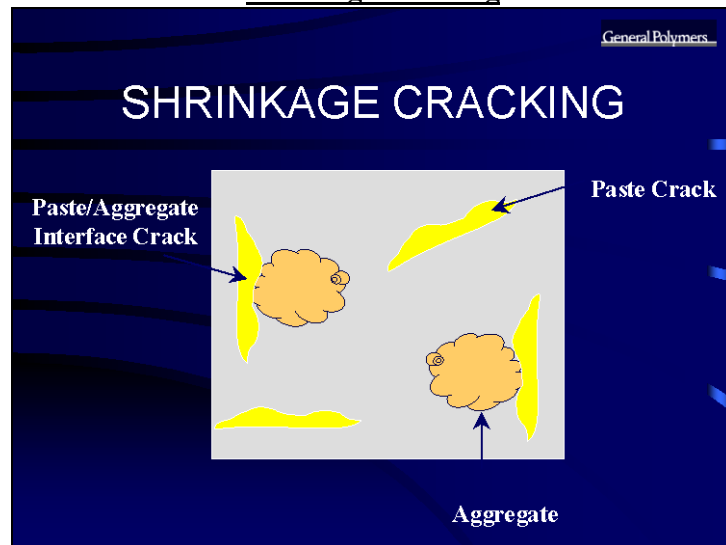 General Polymers
SHRINKAGE CRACKING
Paste/Aggregate
Interface Crack
Paste Crack
Aggregate